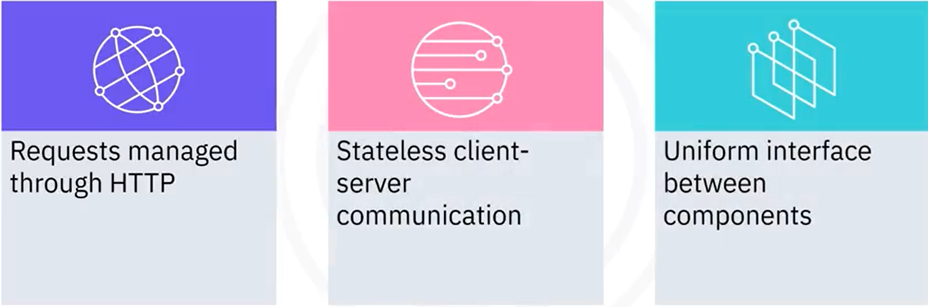 Requests managed
through HTTP
Stateless client-
server
communication
Uniform interface
between
components